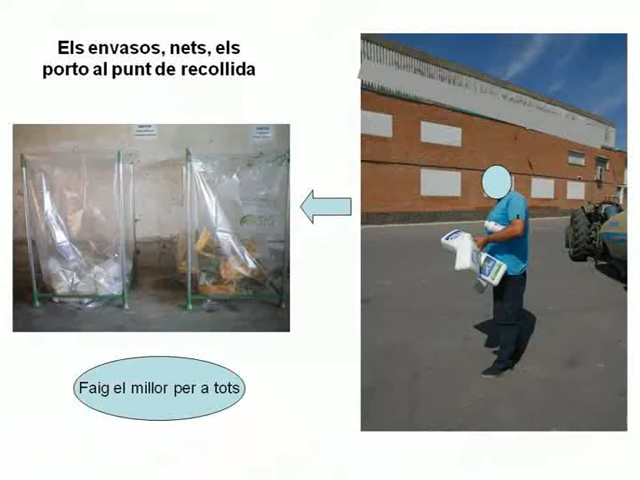 Els envasos, nets, els
porto al punt de recollida
Faig el millor per a tots